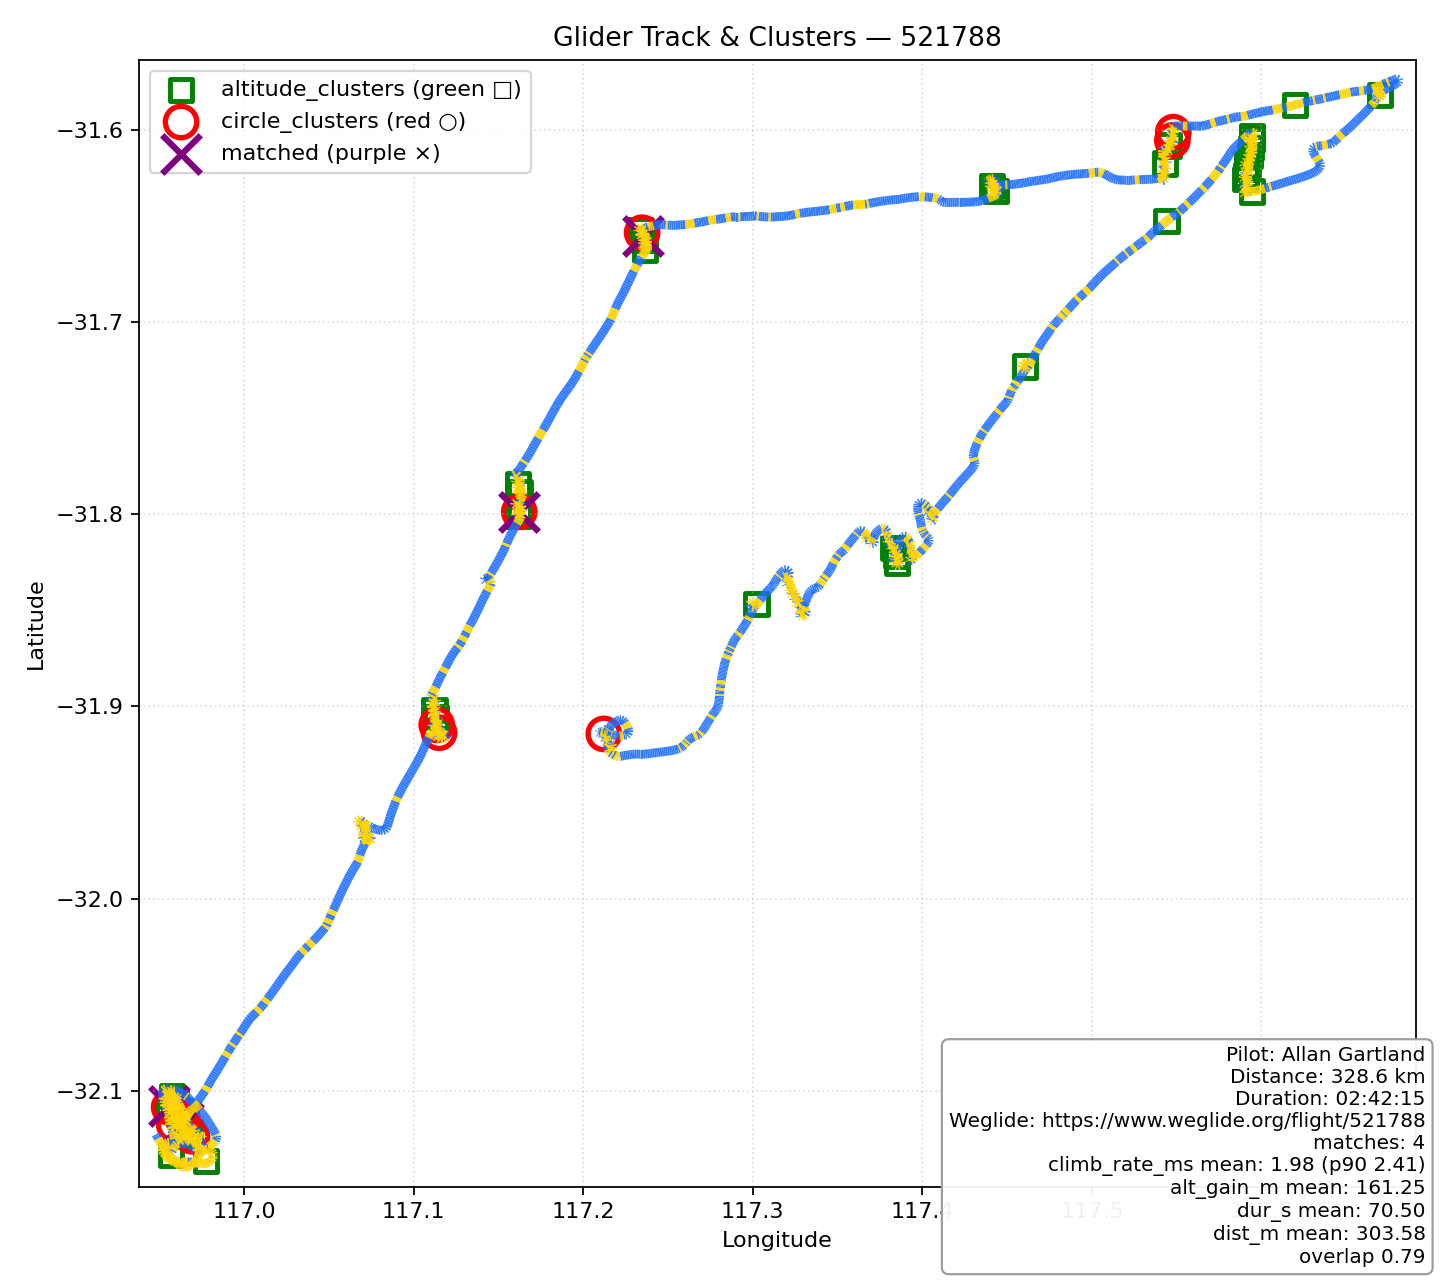 Glider Track & Clusters — 521788
altitude_clusters (green □)
circle_clusters (red ○)
matched (purple ×)
−31.6
−31.7
−31.8
−31.9
−32.0
−32.1
Latitude
117.0
117.1
117.2
117.3
117.4
117.5
Longitude
Pilot: Allan Gartland
Distance: 328.6 km
Duration: 02:42:15
Weglide: https://www.weglide.org/flight/521788
matches: 4
climb_rate_ms mean: 1.98 (p90 2.41)
alt_gain_m mean: 161.25
dur_s mean: 70.50
dist_m mean: 303.58
overlap 0.79